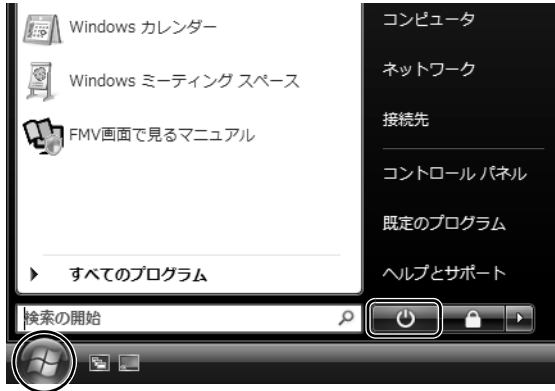 Windows カレンダー
Windows ミーティング スペース
FMV画面で見るマニュアル
すべてのプログラム
検索の開始
コンピュータ
ネットワーク
接続先
コントロール パネル
既定のプログラム
ヘルプとサポート